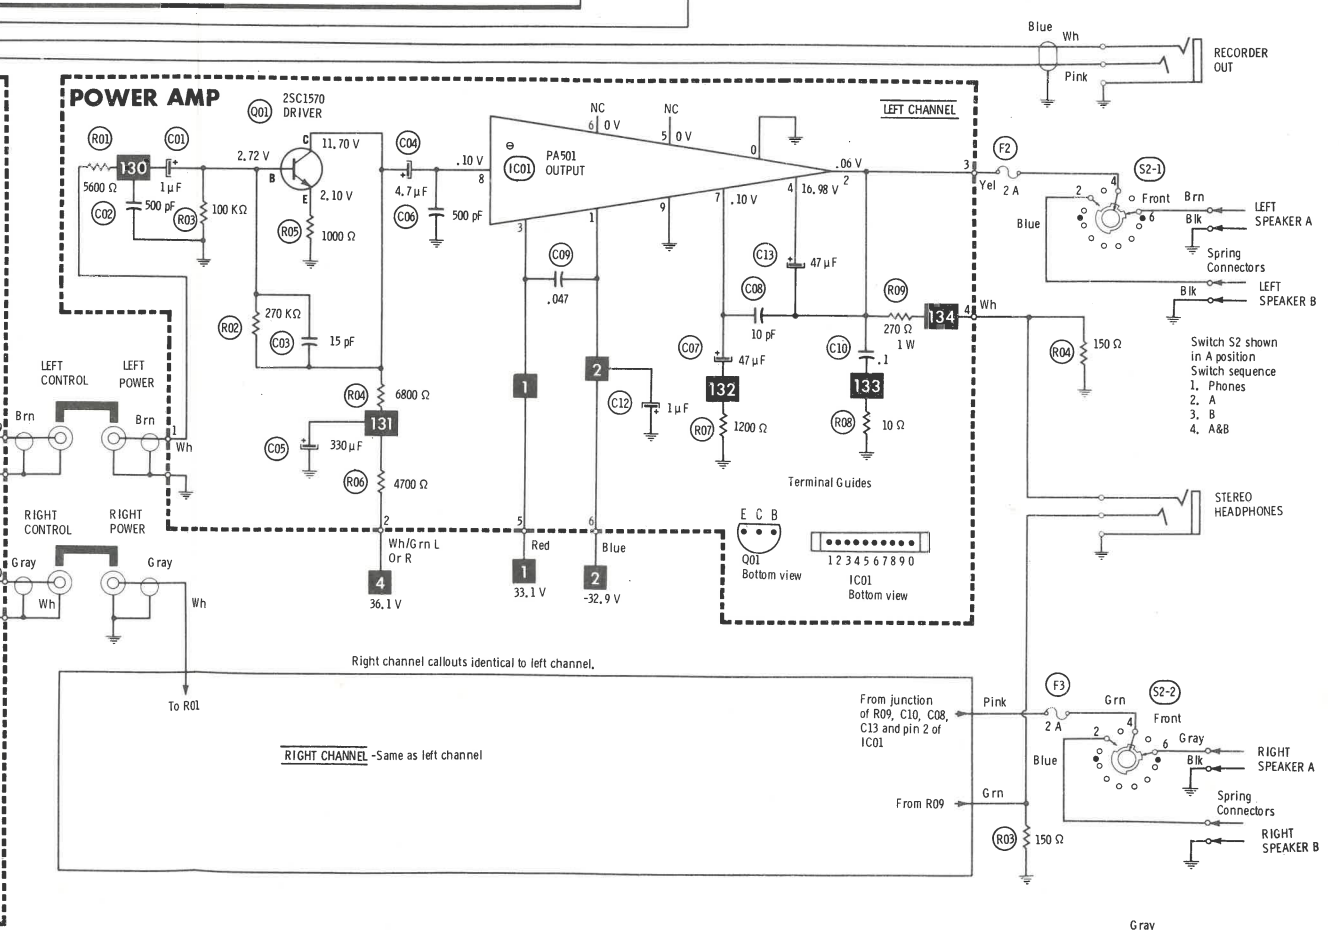 Blue
Wh
Pink
RECORDER
OUT
POWER AMP
LEFT CHANNEL
Q01
2SC1570
DRIVER
R01
130
C01
5600 Ω
1 μF
C02
500 pF
R03
100 KΩ
2.72 V
B
C
11.70 V
E
2.10 V
R05
1000 Ω
C04
4.7 μF
C06
500 pF
.10 V
8
⊖
IC01
PA501
OUTPUT
NC
6
0 V
NC
5
0 V
0
.06 V
2
3
1
9
7
.10 V
4
16.98 V
3
Yel
F2
2 A
S2-1
2
4
Front
6
Blue
Brn
Blk
LEFT
SPEAKER A
Spring
Connectors
Blk
LEFT
SPEAKER B
Switch S2 shown
in A position
Switch sequence
1. Phones
2. A
3. B
4. A&B
C09
.047
C13
47 μF
C08
10 pF
R09
270 Ω
1 W
134
4
Wh
R04
150 Ω
R02
270 KΩ
C03
15 pF
C07
47 μF
132
R07
1200 Ω
C10
.1
133
R08
10 Ω
1
2
C12
1 μF
R04
6800 Ω
131
C05
330 μF
R06
4700 Ω
LEFT
CONTROL
LEFT
POWER
Brn
Brn
1
Wh
RIGHT
CONTROL
RIGHT
POWER
Gray
Gray
Wh
Wh
2
Wh/Grn L
Or R
4
36.1 V
5
Red
1
33.1 V
6
Blue
2
-32.9 V
Terminal Guides
E C B
Q01
Bottom view
1 2 3 4 5 6 7 8 9 0
IC01
Bottom view
STEREO
HEADPHONES
Right channel callouts identical to left channel.
To R01
RIGHT CHANNEL -Same as left channel
From junction
of R09, C10, C08,
C13 and pin 2 of
IC01
Pink
F3
2 A
Grn
S2-2
2
4
Front
6
Blue
Gray
Blk
RIGHT
SPEAKER A
Spring
Connectors
RIGHT
SPEAKER B
From R09
Grn
R03
150 Ω
Gray